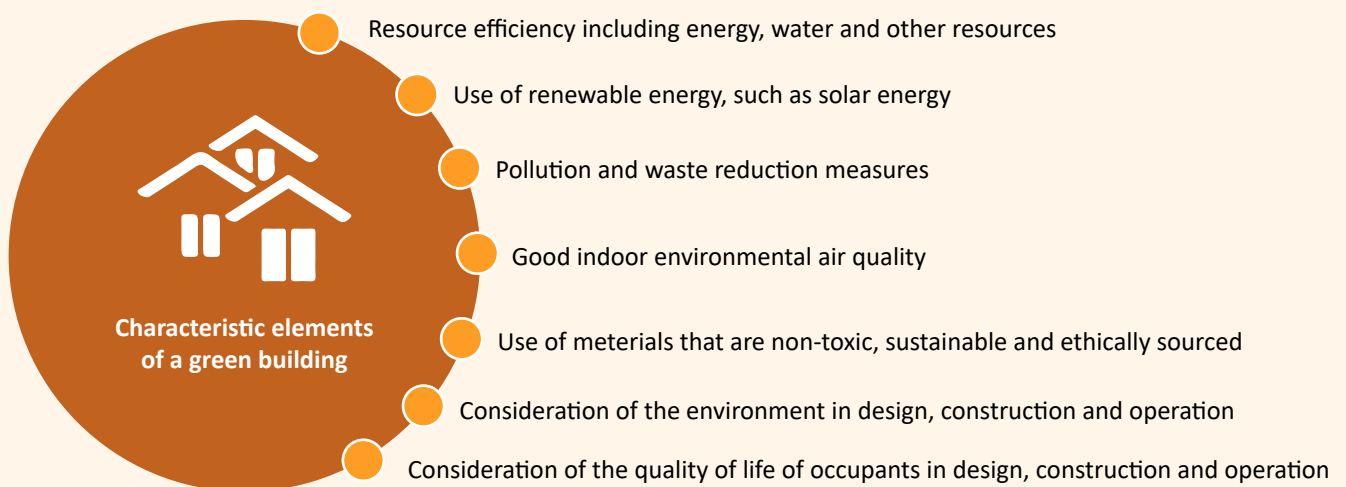 Resource efficiency including energy, water and other resources
Use of renewable energy, such as solar energy
Pollution and waste reduction measures
Good indoor environmental air quality
Characteristic elements
of a green building
Use of meterials that are non-toxic, sustainable and ethically sourced
Consideration of the environment in design, construction and operation
Consideration of the quality of life of occupants in design, construction and operation